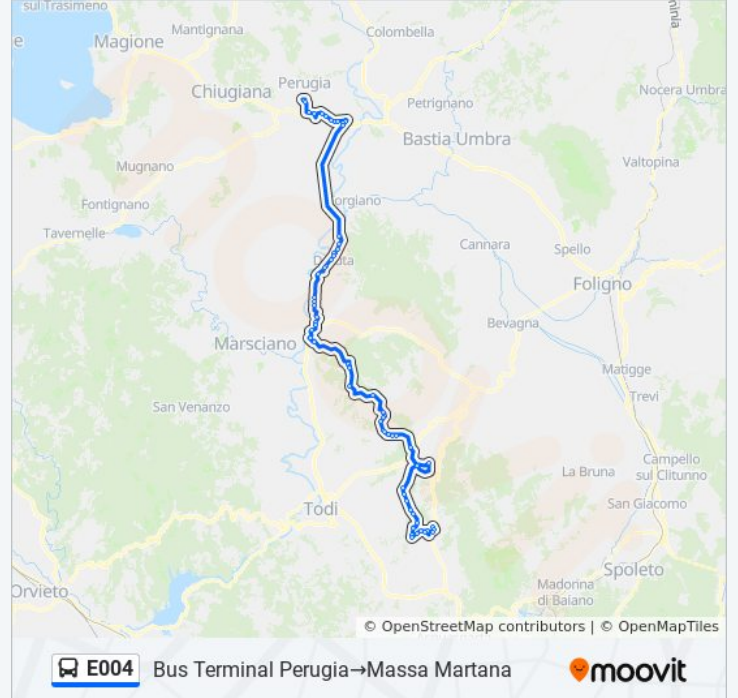 sul Trasimeno
Mantignana
Colombella
Magione
Perugia
Chiugiana
Petrignano
Nocera Umbra
Bastia Umbra
Mugnano
Valtopina
Fontignano
orgiano
Tavernelle
Cannara
Spello
Foligno
Bevagna
Marsciano
Matigge
Trevi
San Venanzo
La Bruna
Campello
sul Clitunno
Todi
San Giacomo
Spoleto
Orvieto
Madonna
di Baiano
© OpenStreetMap contributors | © OpenMapTiles
E004 Bus Terminal Perugia→Massa Martana
moovit